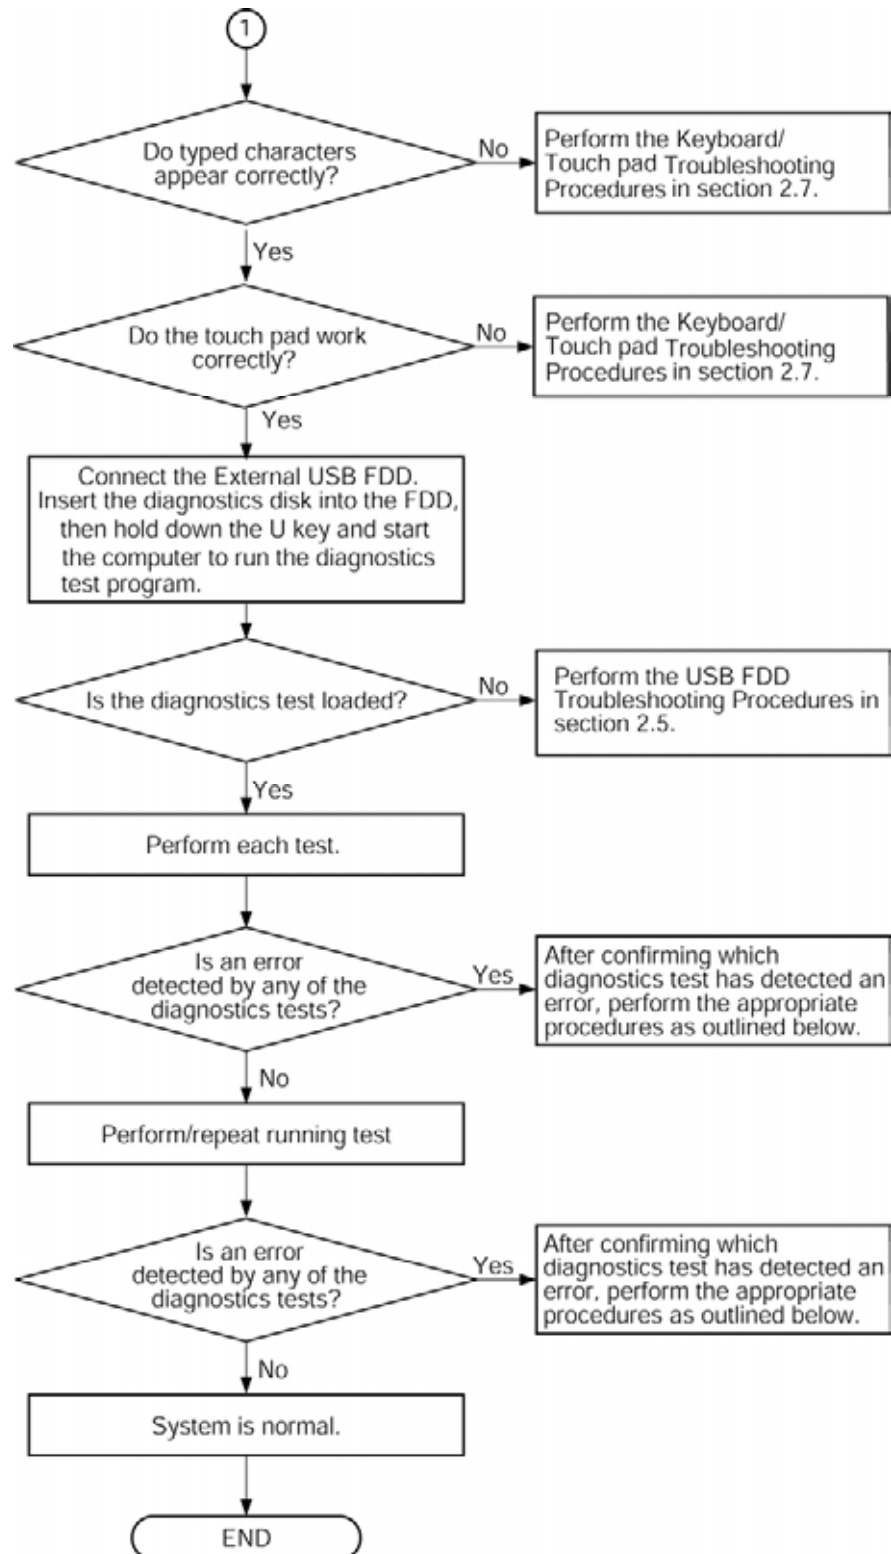 1
Do typed characters
appear correctly?
No
Perform the Keyboard/
Touch pad Troubleshooting
Procedures in section 2.7.
Yes
Do the touch pad work
correctly?
No
Perform the Keyboard/
Touch pad Troubleshooting
Procedures in section 2.7.
Yes
Connect the External USB FDD.
Insert the diagnostics disk into the FDD,
then hold down the U key and start
the computer to run the diagnostics
test program.
Is the diagnostics test loaded?
No
Perform the USB FDD
Troubleshooting Procedures in
section 2.5.
Yes
Perform each test.
Is an error
detected by any of the
diagnostics tests?
Yes
After confirming which
diagnostics test has detected an
error, perform the appropriate
procedures as outlined below.
No
Perform/repeat running test
Is an error
detected by any of the
diagnostics tests?
Yes
After confirming which
diagnostics test has detected an
error, perform the appropriate
procedures as outlined below.
No
System is normal.
END